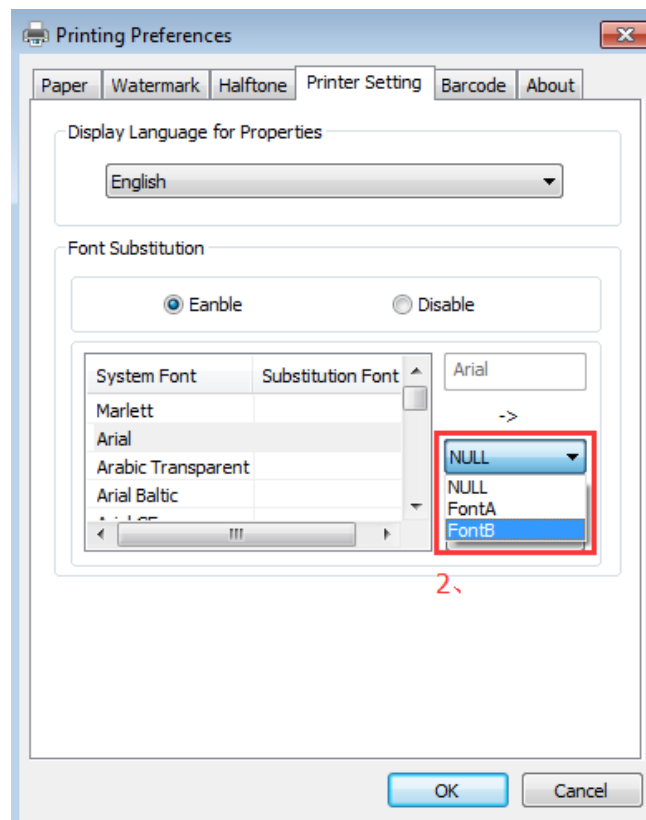 Printing Preferences
Paper Watermark Halftone Printer Setting Barcode About
Display Language for Properties
English
Font Substitution
Eanble Disable
System Font Substitution Font
Arial
Marlett
->
Arial
Arabic Transparent
NULL
Arial Baltic
NULL
FontA
FontB
2、
OK Cancel